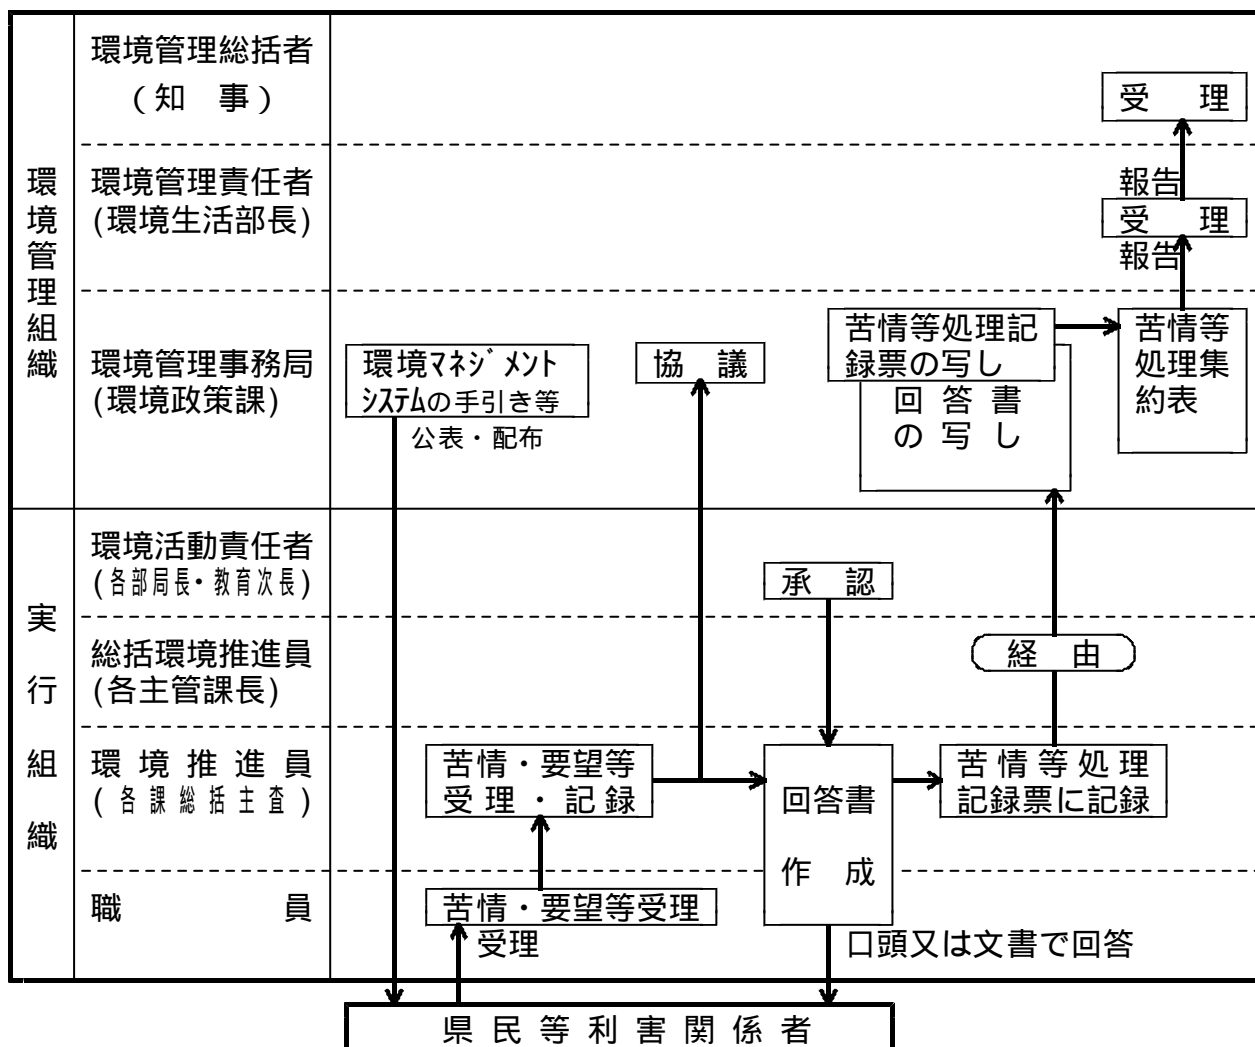 環境管理組織
環境管理総括者
(知 事)
受 理
環境管理責任者
(環境生活部長)
報告
受 理
報告
環境管理事務局
(環境政策課)
環境マネジメント
システムの手引き等
公表・配布
協 議
苦情等処理記
録票の写し
回答書
の写し
苦情等
処理集
約表
実行組織
環境活動責任者
(各部局長・教育次長)
承 認
総括環境推進員
(各主管課長)
経 由
環境推進員
(各課総括主査)
苦情・要望等
受理・記録
回答書
作 成
苦情等処理
記録票に記録
職 員
苦情・要望等受理
受理
口頭又は文書で回答
県民等利害関係者